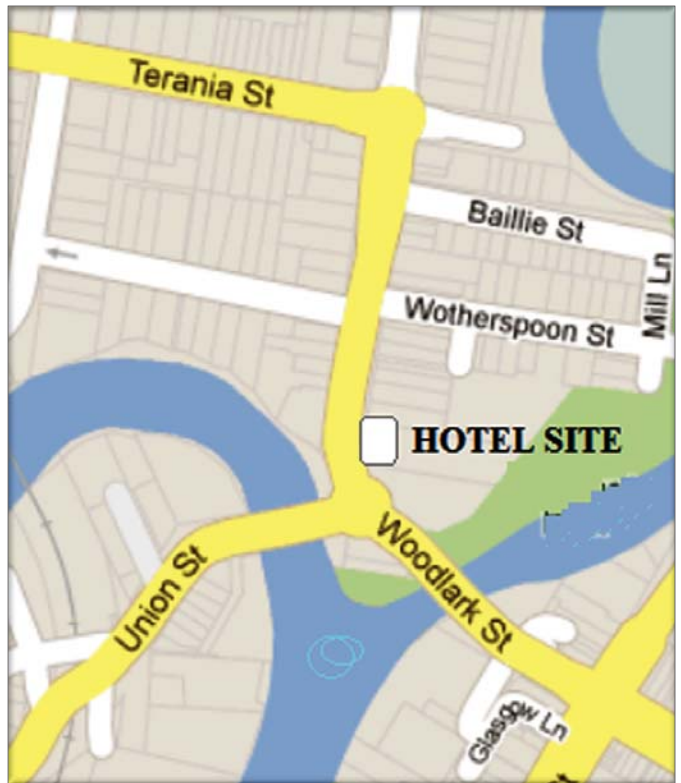 Terania St
Baillie St
Mill Ln
Wotherspoon St
HOTEL SITE
Woodlark St
Union St
Glasgow Ln